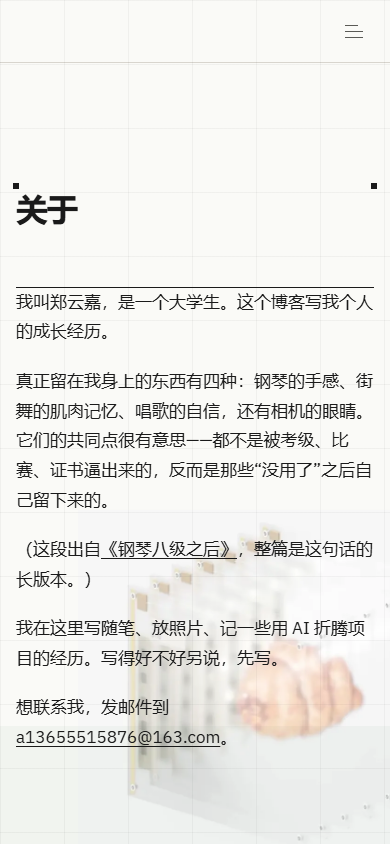 关于
我叫郑云嘉，是一个大学生。这个博客写我个人
的成长经历。
真正留在我身上的东西有四种：钢琴的手感、街
舞的肌肉记忆、唱歌的自信，还有相机的眼睛。
它们的共同点很有意思——都不是被考级、比
赛、证书逼出来的，反而是那些“没用了”之后自
己留下来的。
（这段出自《钢琴八级之后》，整篇是这句话的
长版本。）
我在这里写随笔、放照片、记一些用 AI 折腾项
目的经历。写得好不好另说，先写。
想联系我，发邮件到
a13655515876@163.com。